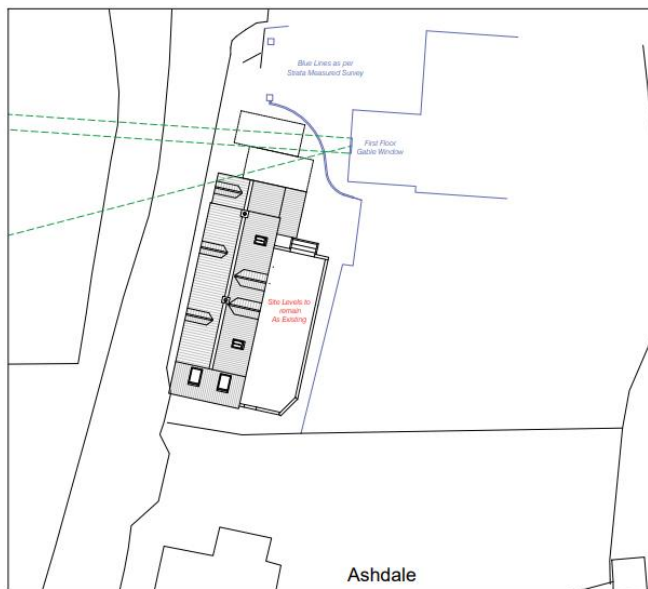 Blue Lines as per
Strata Measured Survey
First Floor
Gable Window
Site Levels to
remain
As Existing
Ashdale